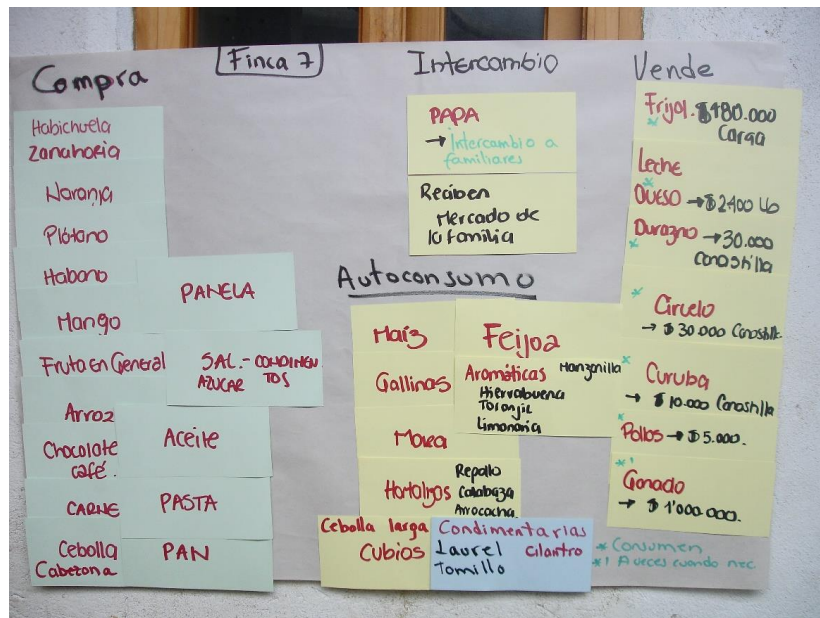 Finca 7
Compra
Habichuela
Zanahoria
Naranja
Plátano
Habano
Mango
Fruta en General
Arroz
Chocolate
café.
CARNE
Cebolla
Cabezona
PANELA
SAL.-CONDIMEN
AZUCAR TOS
Aceite
PASTA
PAN
Intercambio
PAPA
→ Intercambio a
familiares
Reciben
Mercado de
la familia
Autoconsumo
Maíz
Gallinas
Mora
Hortalizas
Repollo
Calabaza
Arracacha
Cebolla larga
Cubios
Feijoa
Aromáticas Manzanilla
Hierrabuena
Toronjil
Limonaria
Condimentarias
Laurel Cilantro
Tomillo
Vende
Frijol. $180.000
* Carga
Leche
*
QUESO → $2400 Lb
Durazno → 30.000
* Canastilla
* Ciruelo
→ $30.000 Canastilla
* Curuba
→ $10.000 Canastilla
* Pollos → $5.000.
*!
Ganado
→ $1'000.000.
* Consumen
*! A veces cuando nec